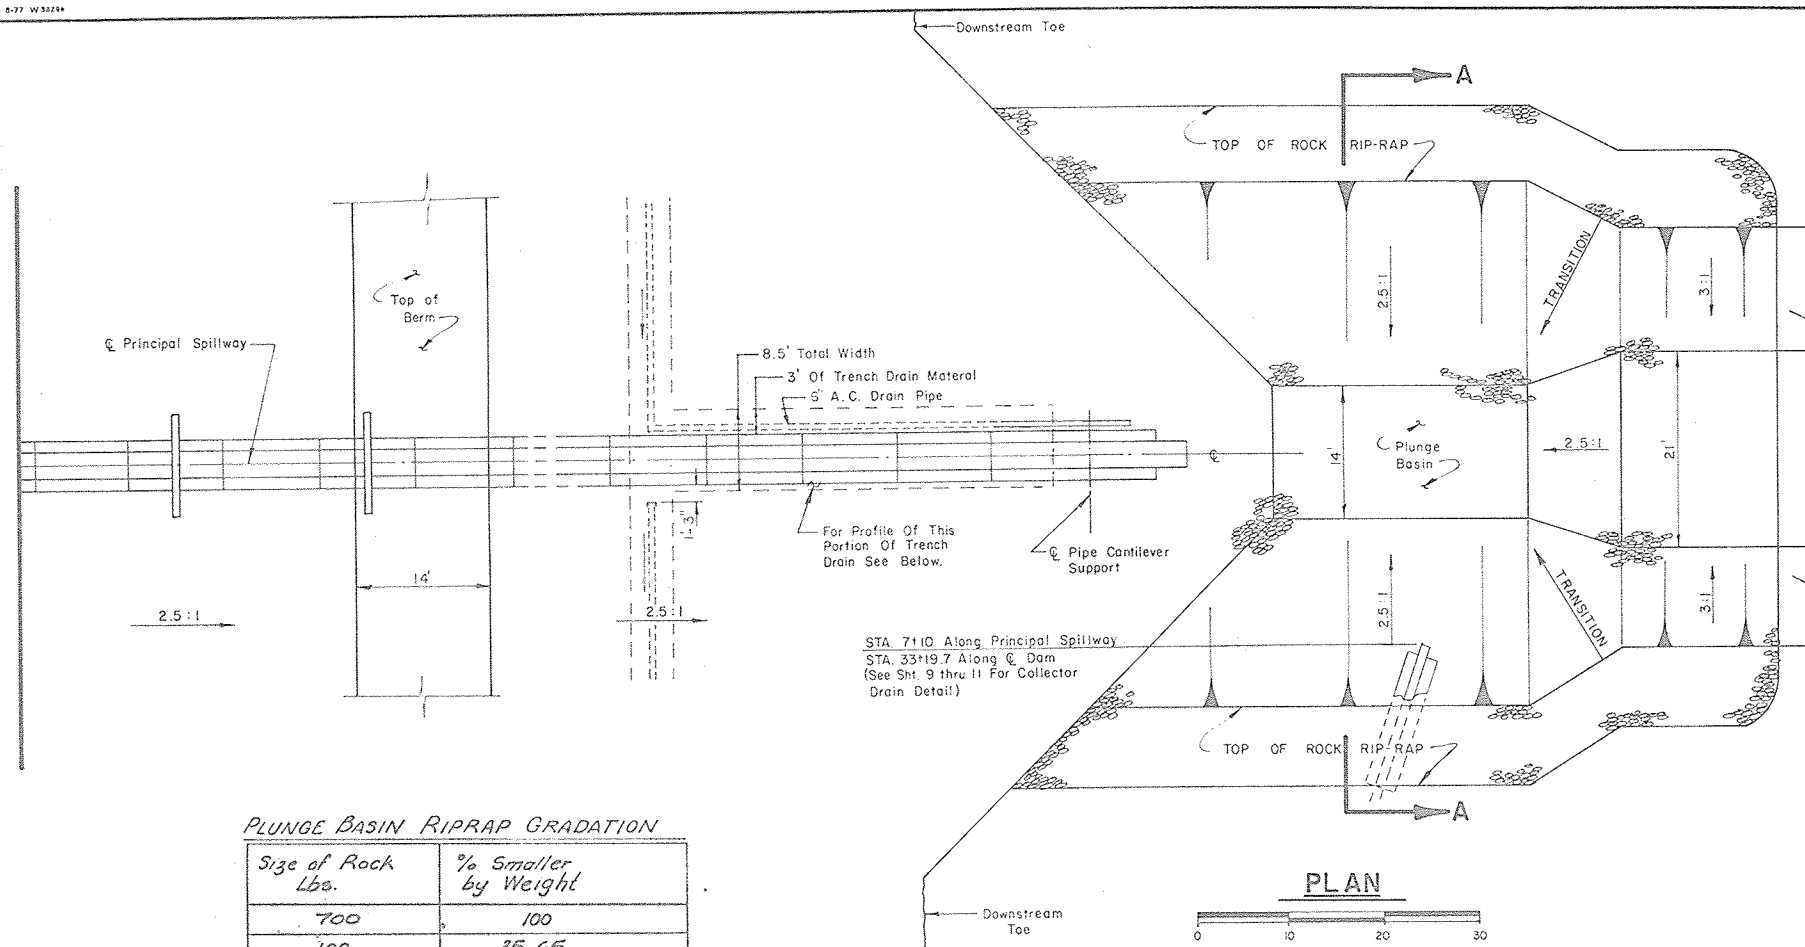 8-77
Downstream Toe
A
TOP OF ROCK RIP-RAP
TRANSITION
2.5:1
3:1
Top of
Berm
℄ Principal Spillway
8.5' Total Width
3' Of Trench Drain Materal
A.C. Drain Pipe
℄
14'
Plunge
Basin
2.5:1
21'
1'-3"
For Profile Of This
Portion Of Trench
Drain See Below.
℄ Pipe Cantilever
Support
14'
2.5:1
2.5:1
2.5:1
TRANSITION
3:1
STA. 7+10 Along Principal Spillway
STA. 33+19.7 Along ℄ Dam
(See Sht. 9 thru 11 For Collector
Drain Detail)
TOP OF ROCK RIP-RAP
A
PLUNGE BASIN RIPRAP GRADATION
Size of Rock
Lbs.
% Smaller
by Weight
700
100
Downstream
Toe
PLAN
0 10 20 30